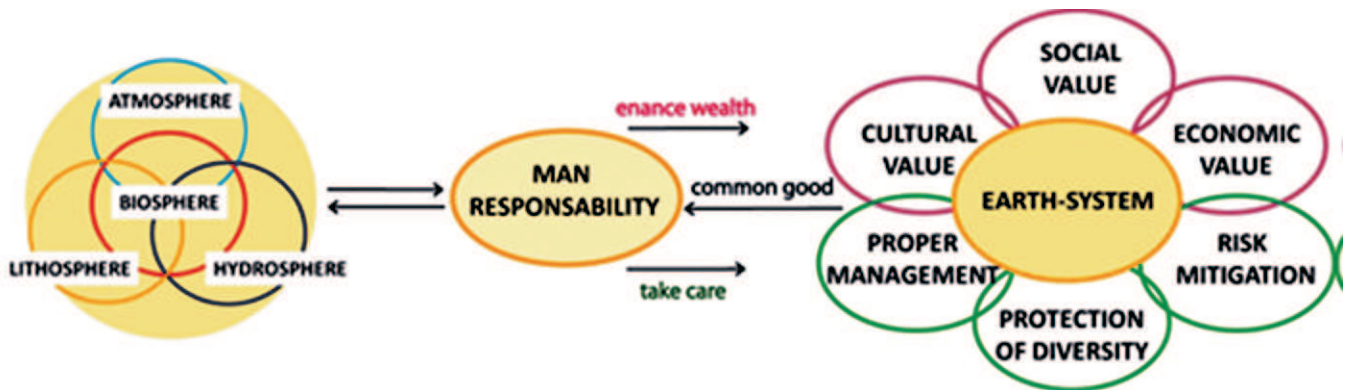 ATMOSPHERE
BIOSPHERE
LITHOSPHERE
HYDROSPHERE
MAN
RESPONSABILITY
enance wealth
common good
take care
SOCIAL
VALUE
CULTURAL
VALUE
ECONOMIC
VALUE
EARTH-SYSTEM
PROPER
MANAGEMENT
RISK
MITIGATION
PROTECTION
OF DIVERSITY